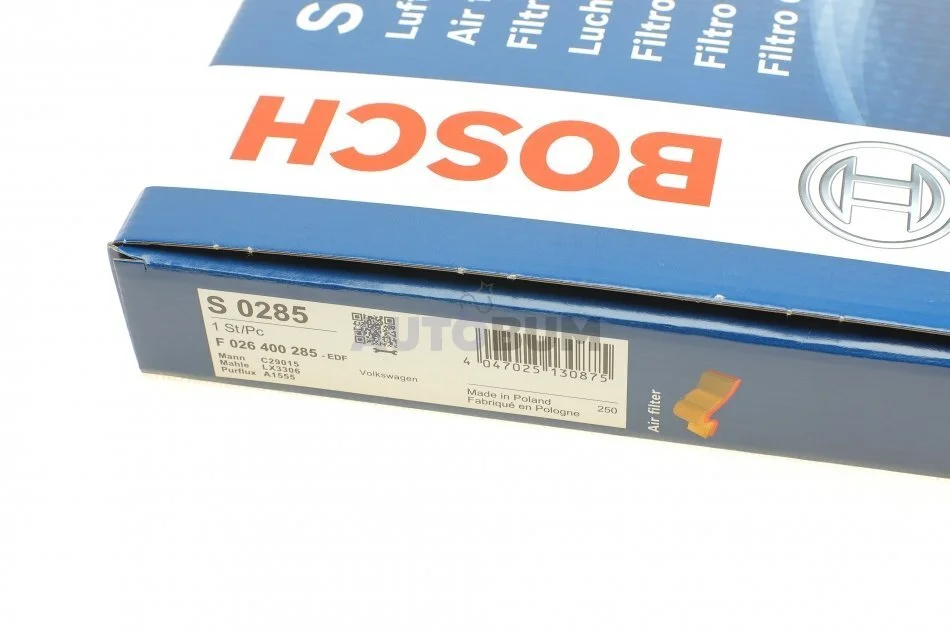 S
Luf
Air
Filtr
Luch
Filtro
Filtro
Filtro
BOSCH
S 0285
1 St/Pc
F 026 400 285 - EDF
Mann C29015
Mahle LX3306
Purflux A1555
Volkswagen
4 047025 130875
Made in Poland
Fabriqué en Pologne
250
Air filter
AUTOBUM